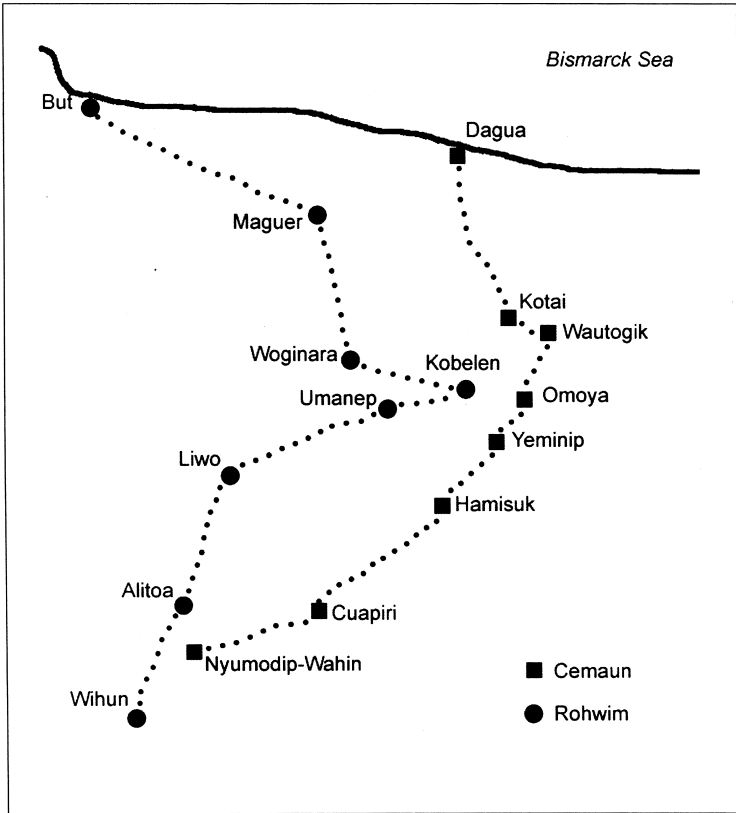 Bismarck Sea
But
Dagua
Maguer
Kotai
Wautogik
Woginara
Kobelen
Umanep
Omoya
Yeminip
Liwo
Hamisuk
Alitoa
Cuapiri
Nyumodip-Wahin
Cemaun
Wihun
Rohwim